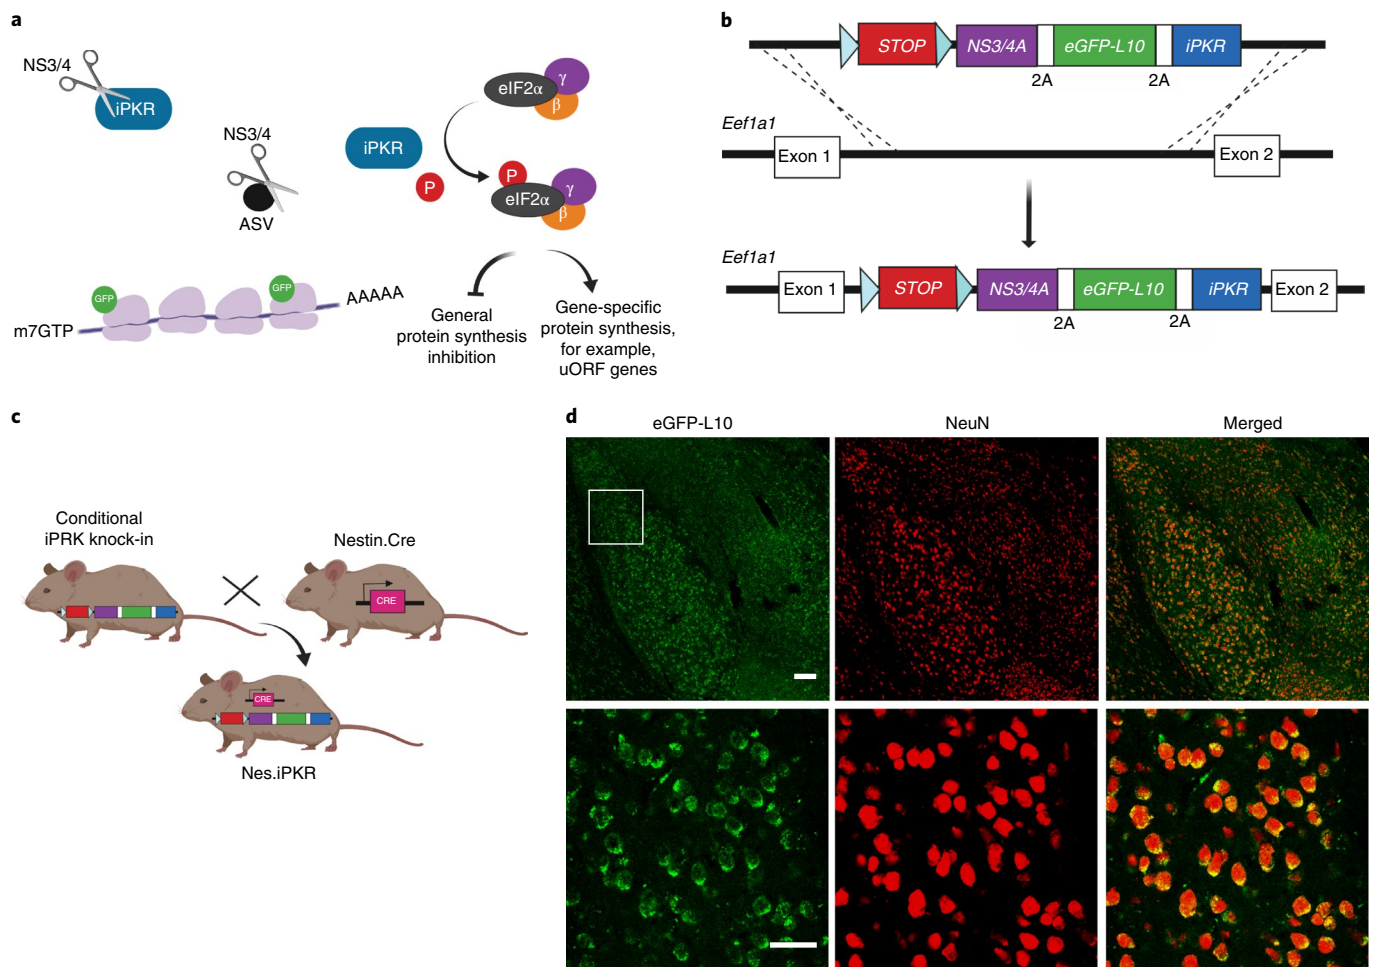 a
NS3/4
iPKR
NS3/4
ASV
iPKR
P
eIF2α
γ
β
P
eIF2α
γ
β
GFP
GFP
m7GTP
AAAAA
General
protein synthesis
inhibition
Gene-specific
protein synthesis,
for example,
uORF genes
b
STOP NS3/4A eGFP-L10 iPKR
2A 2A
Eef1a1
Exon 1 Exon 2
Eef1a1
Exon 1 STOP NS3/4A eGFP-L10 iPKR Exon 2
2A 2A
c
Conditional
iPRK knock-in
Nestin.Cre
CRE
CRE
Nes.iPKR
d
eGFP-L10 NeuN Merged